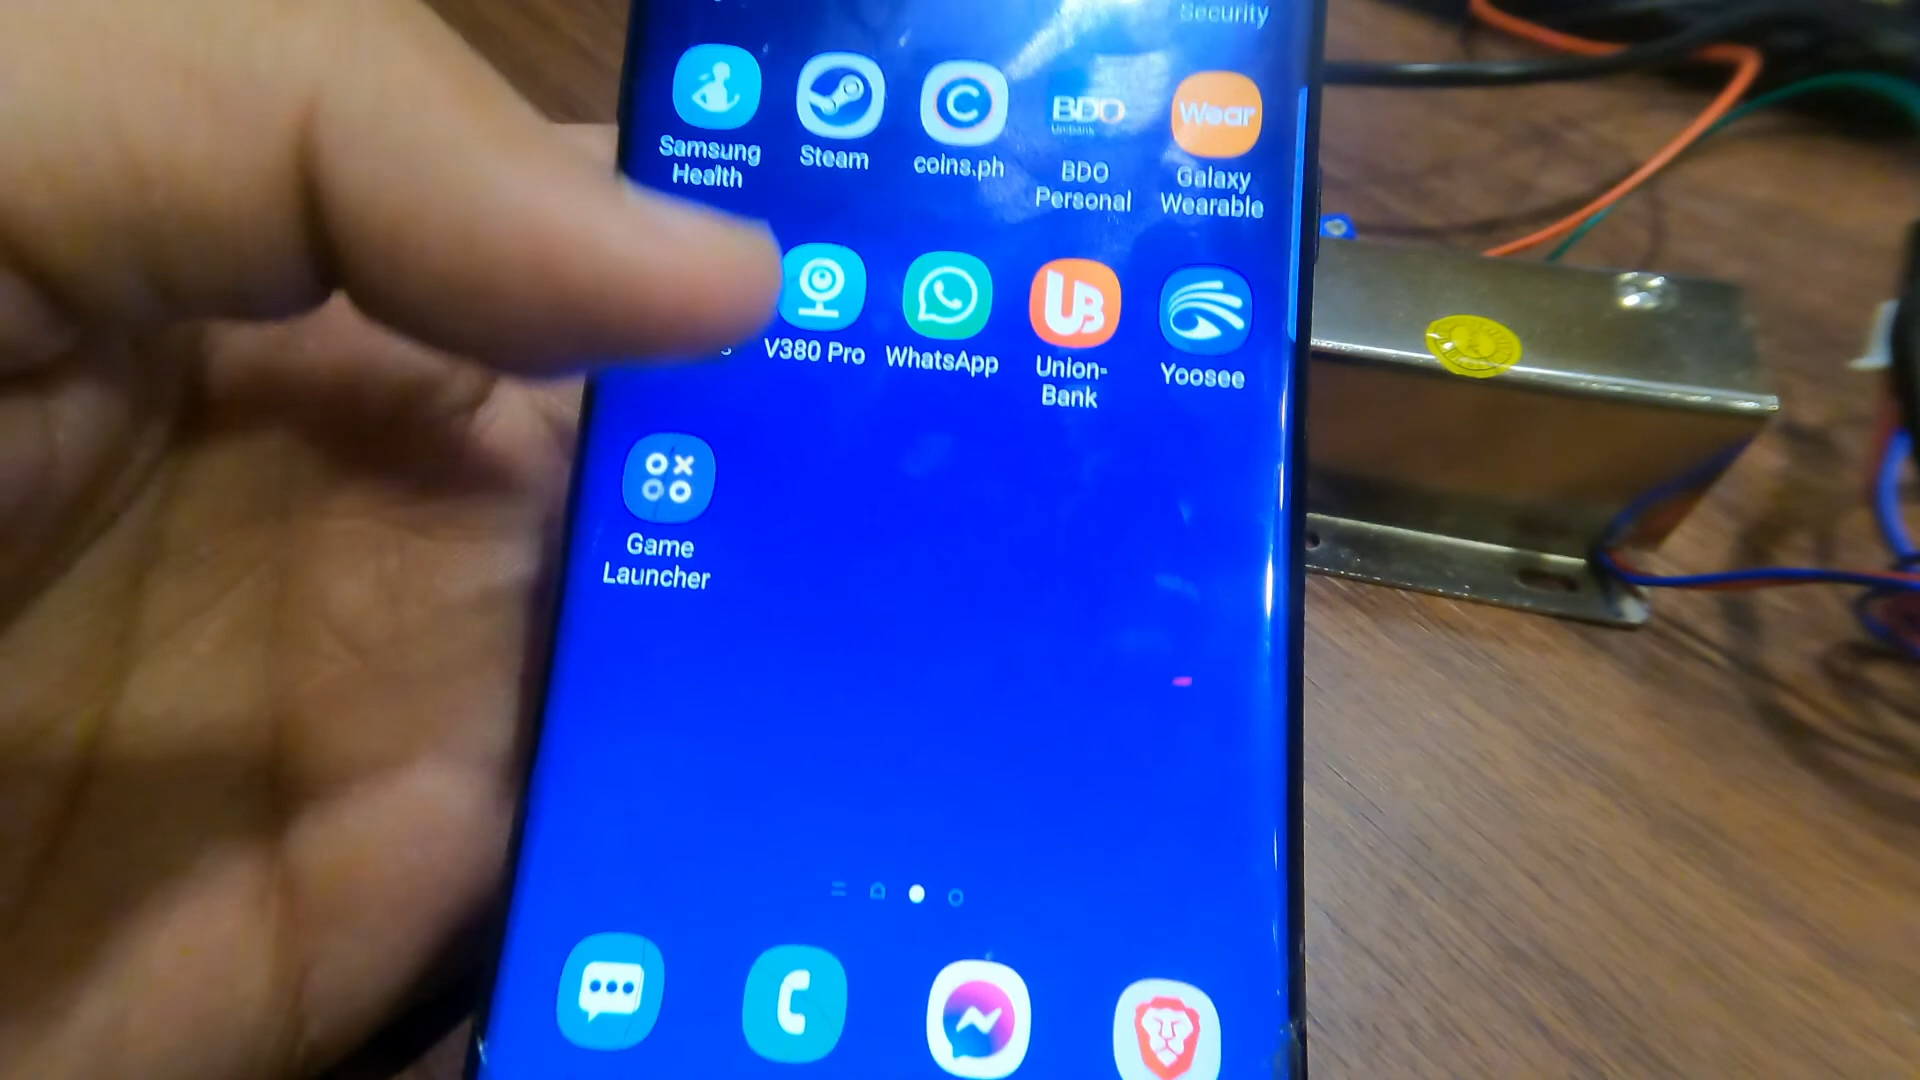 Security
Samsung
Health
Steam
coins.ph
BDO
Unibank
BDO
Personal
Wear
Galaxy
Wearable
s
V380 Pro
WhatsApp
UB
Union-
Bank
Yoosee
Game
Launcher